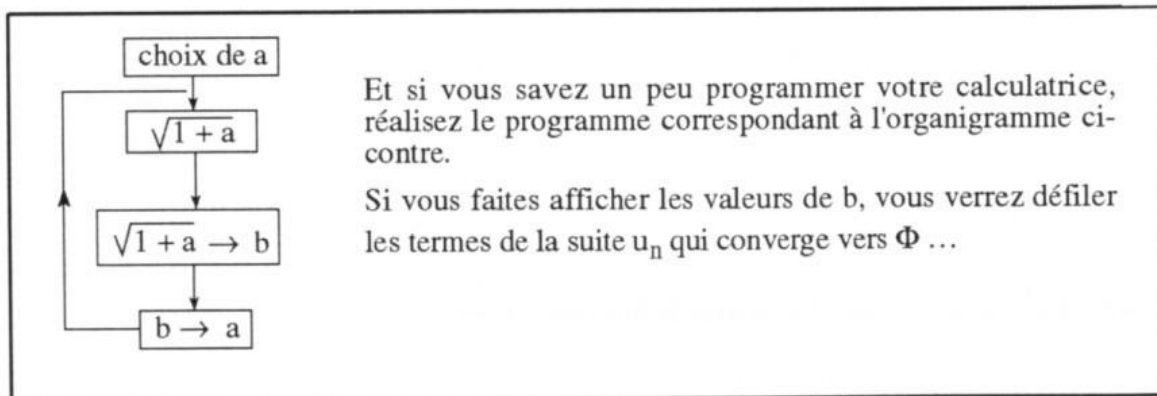 choix de a
√1 + a
√1 + a → b
b → a
Et si vous savez un peu programmer votre calculatrice,
réalisez le programme correspondant à l'organigramme ci-
contre.
Si vous faites afficher les valeurs de b, vous verrez défiler
les termes de la suite uₙ qui converge vers Φ ...